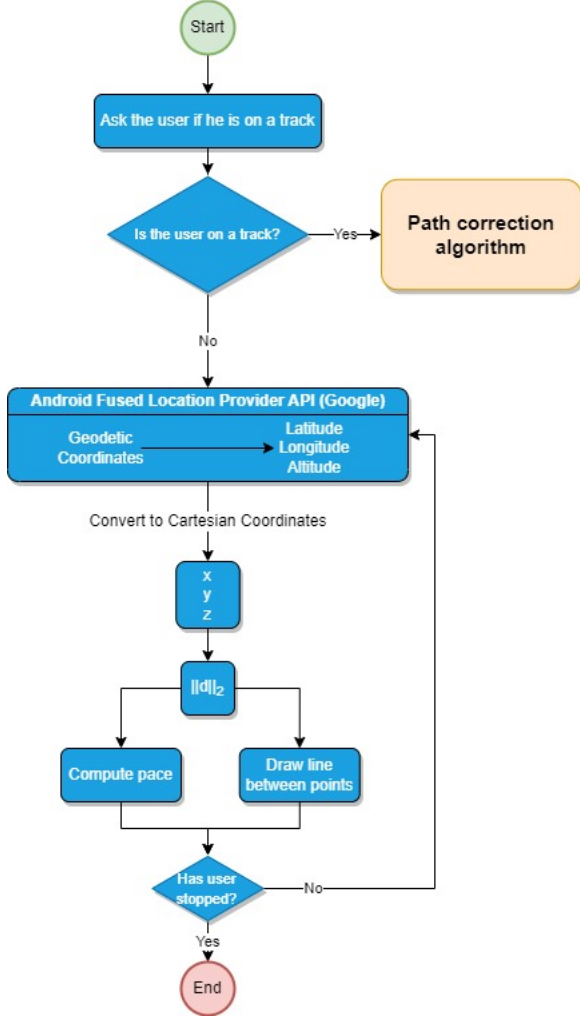 Start
Ask the user if he is on a track
Is the user on a track?
Yes
Path correction
algorithm
No
Android Fused Location Provider API (Google)
Geodetic
Coordinates
Latitude
Longitude
Altitude
Convert to Cartesian Coordinates
x
y
z
||d||₂
Compute pace
Draw line
between points
Has user
stopped?
No
Yes
End